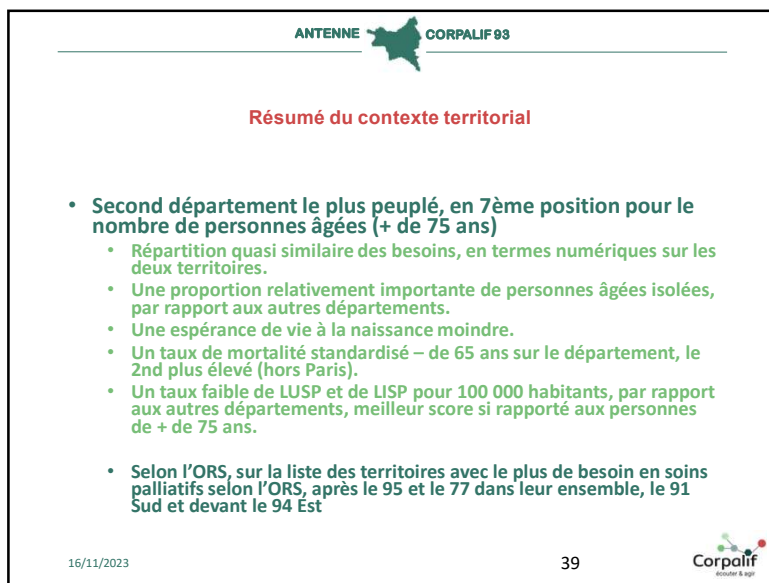 ANTENNE CORPALIF 93
Résumé du contexte territorial
• Second département le plus peuplé, en 7ème position pour le
nombre de personnes âgées (+ de 75 ans)
• Répartition quasi similaire des besoins, en termes numériques sur les
deux territoires.
• Une proportion relativement importante de personnes âgées isolées,
par rapport aux autres départements.
• Une espérance de vie à la naissance moindre.
• Un taux de mortalité standardisé – de 65 ans sur le département, le
2nd plus élevé (hors Paris).
• Un taux faible de LUSP et de LISP pour 100 000 habitants, par rapport
aux autres départements, meilleur score si rapporté aux personnes
de + de 75 ans.
• Selon l'ORS, sur la liste des territoires avec le plus de besoin en soins
palliatifs selon l'ORS, après le 95 et le 77 dans leur ensemble, le 91
Sud et devant le 94 Est
16/11/2023
39
Corpalif
écouter & agir